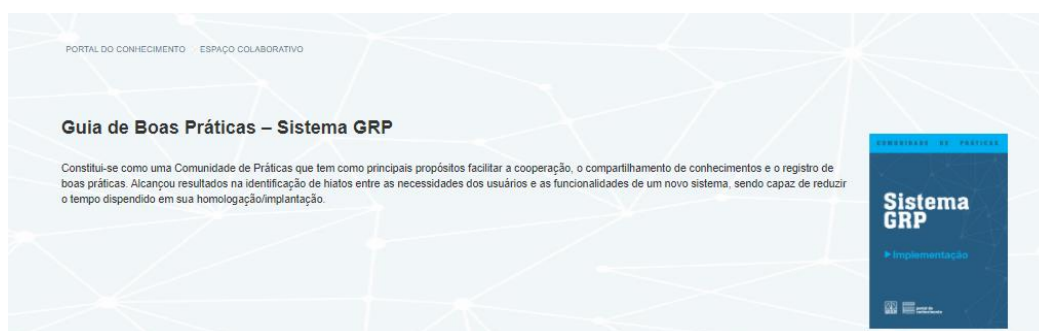 PORTAL DO CONHECIMENTO ESPAÇO COLABORATIVO
Guia de Boas Práticas – Sistema GRP
Constitui-se como uma Comunidade de Práticas que tem como principais propósitos facilitar a cooperação, o compartilhamento de conhecimentos e o registro de
boas práticas. Alcançou resultados na identificação de hiatos entre as necessidades dos usuários e as funcionalidades de um novo sistema, sendo capaz de reduzir
o tempo dispendido em sua homologação/implantação.
COMUNIDADE DE PRÁTICAS
Sistema
GRP
Implementação
portal do
conhecimento